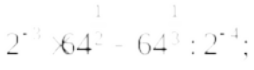 2⁻³ × 64^{1/2} - 64^{1/3} : 2⁻⁴;